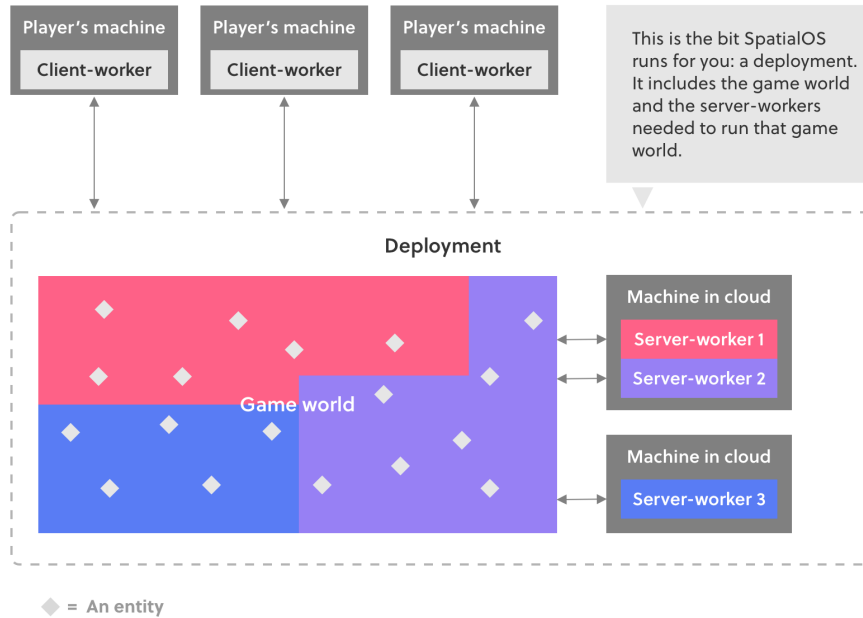 Player's machine
Client-worker
Player's machine
Client-worker
Player's machine
Client-worker
This is the bit SpatialOS
runs for you: a deployment.
It includes the game world
and the server-workers
needed to run that game
world.
Deployment
Game world
Machine in cloud
Server-worker 1
Server-worker 2
Machine in cloud
Server-worker 3
= An entity